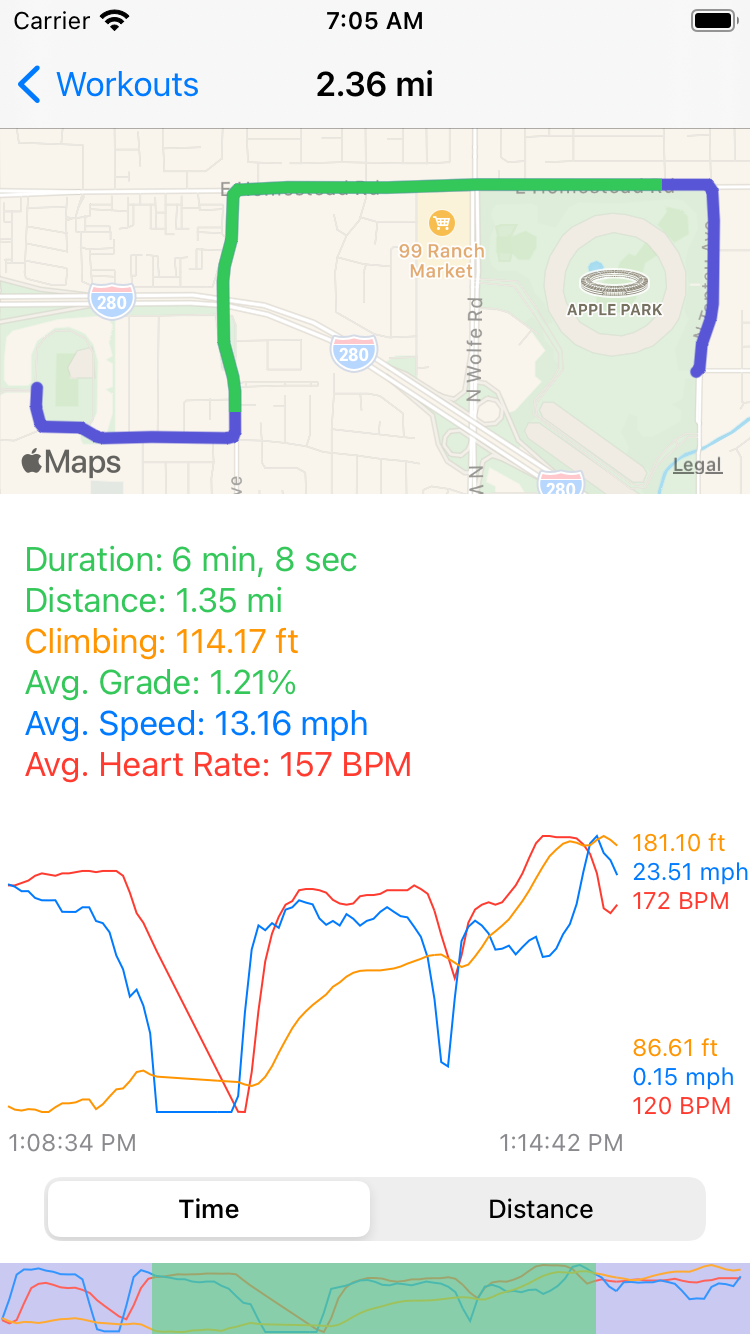 Carrier 7:05 AM
Workouts 2.36 mi
E Homestead Rd E Homestead Rd
99 Ranch
Market
280
APPLE PARK
N Tantau Ave
N Wolfe Rd
280
Maps
Legal
280
Duration: 6 min, 8 sec
Distance: 1.35 mi
Climbing: 114.17 ft
Avg. Grade: 1.21%
Avg. Speed: 13.16 mph
Avg. Heart Rate: 157 BPM
181.10 ft
23.51 mph
172 BPM
86.61 ft
0.15 mph
120 BPM
1:08:34 PM 1:14:42 PM
Time Distance